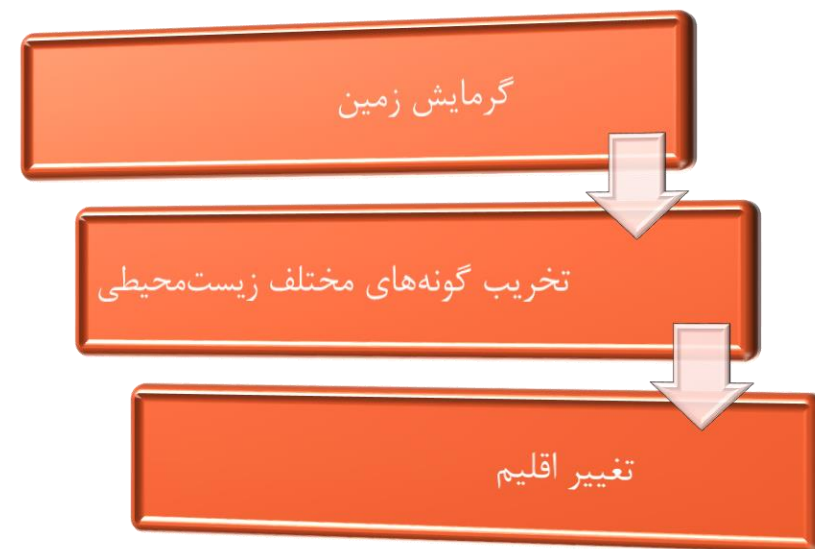 گرمایش زمین
تخریب گونه‌های مختلف زیست‌محیطی
تغییر اقلیم